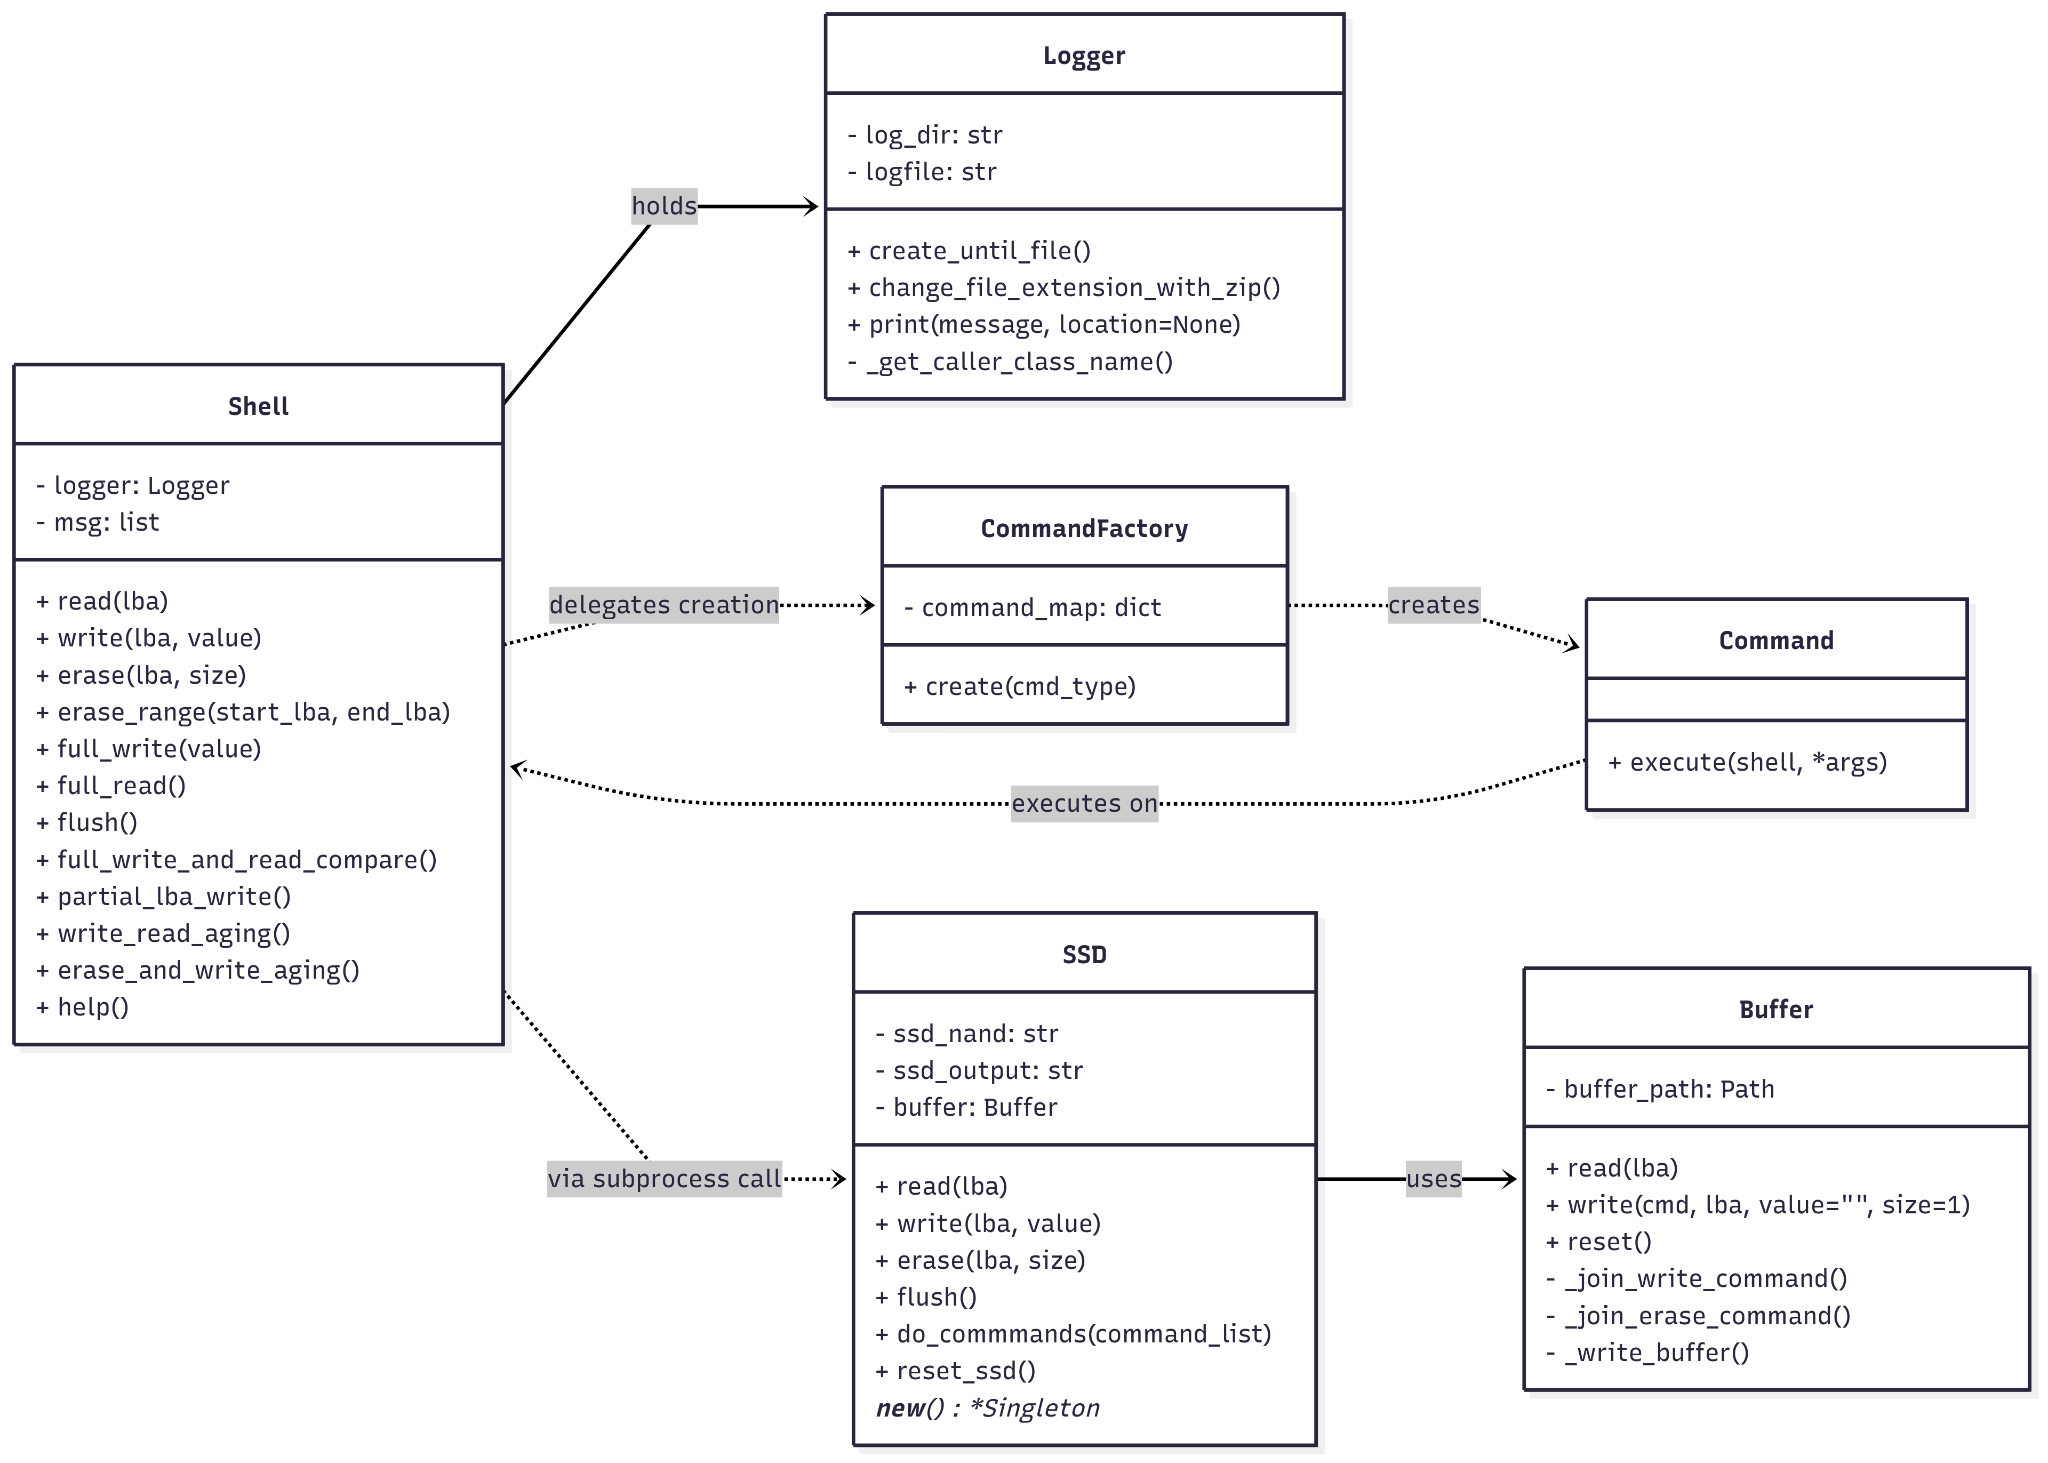 Logger
- log_dir: str
- logfile: str
+ create_until_file()
+ change_file_extension_with_zip()
+ print(message, location=None)
- _get_caller_class_name()
holds
Shell
- logger: Logger
- msg: list
+ read(lba)
+ write(lba, value)
+ erase(lba, size)
+ erase_range(start_lba, end_lba)
+ full_write(value)
+ full_read()
+ flush()
+ full_write_and_read_compare()
+ partial_lba_write()
+ write_read_aging()
+ erase_and_write_aging()
+ help()
delegates creation
CommandFactory
- command_map: dict
+ create(cmd_type)
creates
Command
+ execute(shell, *args)
executes on
via subprocess call
SSD
- ssd_nand: str
- ssd_output: str
- buffer: Buffer
+ read(lba)
+ write(lba, value)
+ erase(lba, size)
+ flush()
+ do_commmands(command_list)
+ reset_ssd()
new() : *Singleton
uses
Buffer
- buffer_path: Path
+ read(lba)
+ write(cmd, lba, value="", size=1)
+ reset()
- _join_write_command()
- _join_erase_command()
- _write_buffer()